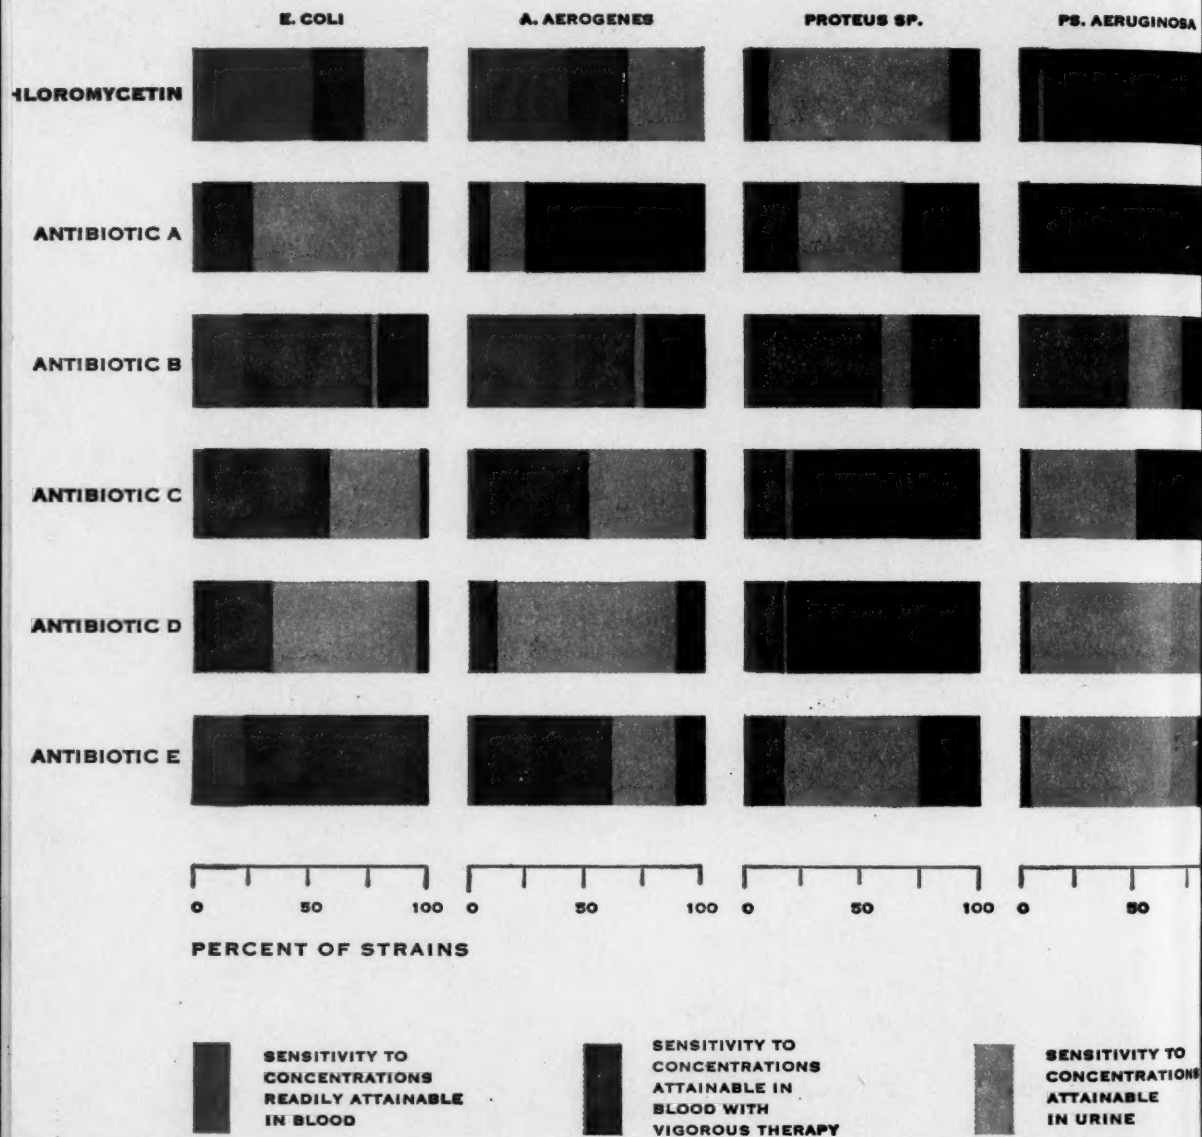 E. COLI A. AEROGENES PROTEUS SP. PS. AERUGINOSA
HLOROMYCETIN
ANTIBIOTIC A
ANTIBIOTIC B
ANTIBIOTIC C
ANTIBIOTIC D
ANTIBIOTIC E
0 50 100 0 50 100 0 50 100 0 50
PERCENT OF STRAINS
SENSITIVITY TO
CONCENTRATIONS
READILY ATTAINABLE
IN BLOOD
SENSITIVITY TO
CONCENTRATIONS
ATTAINABLE IN
BLOOD WITH
VIGOROUS THERAPY
SENSITIVITY TO
CONCENTRATIONS
ATTAINABLE
IN URINE